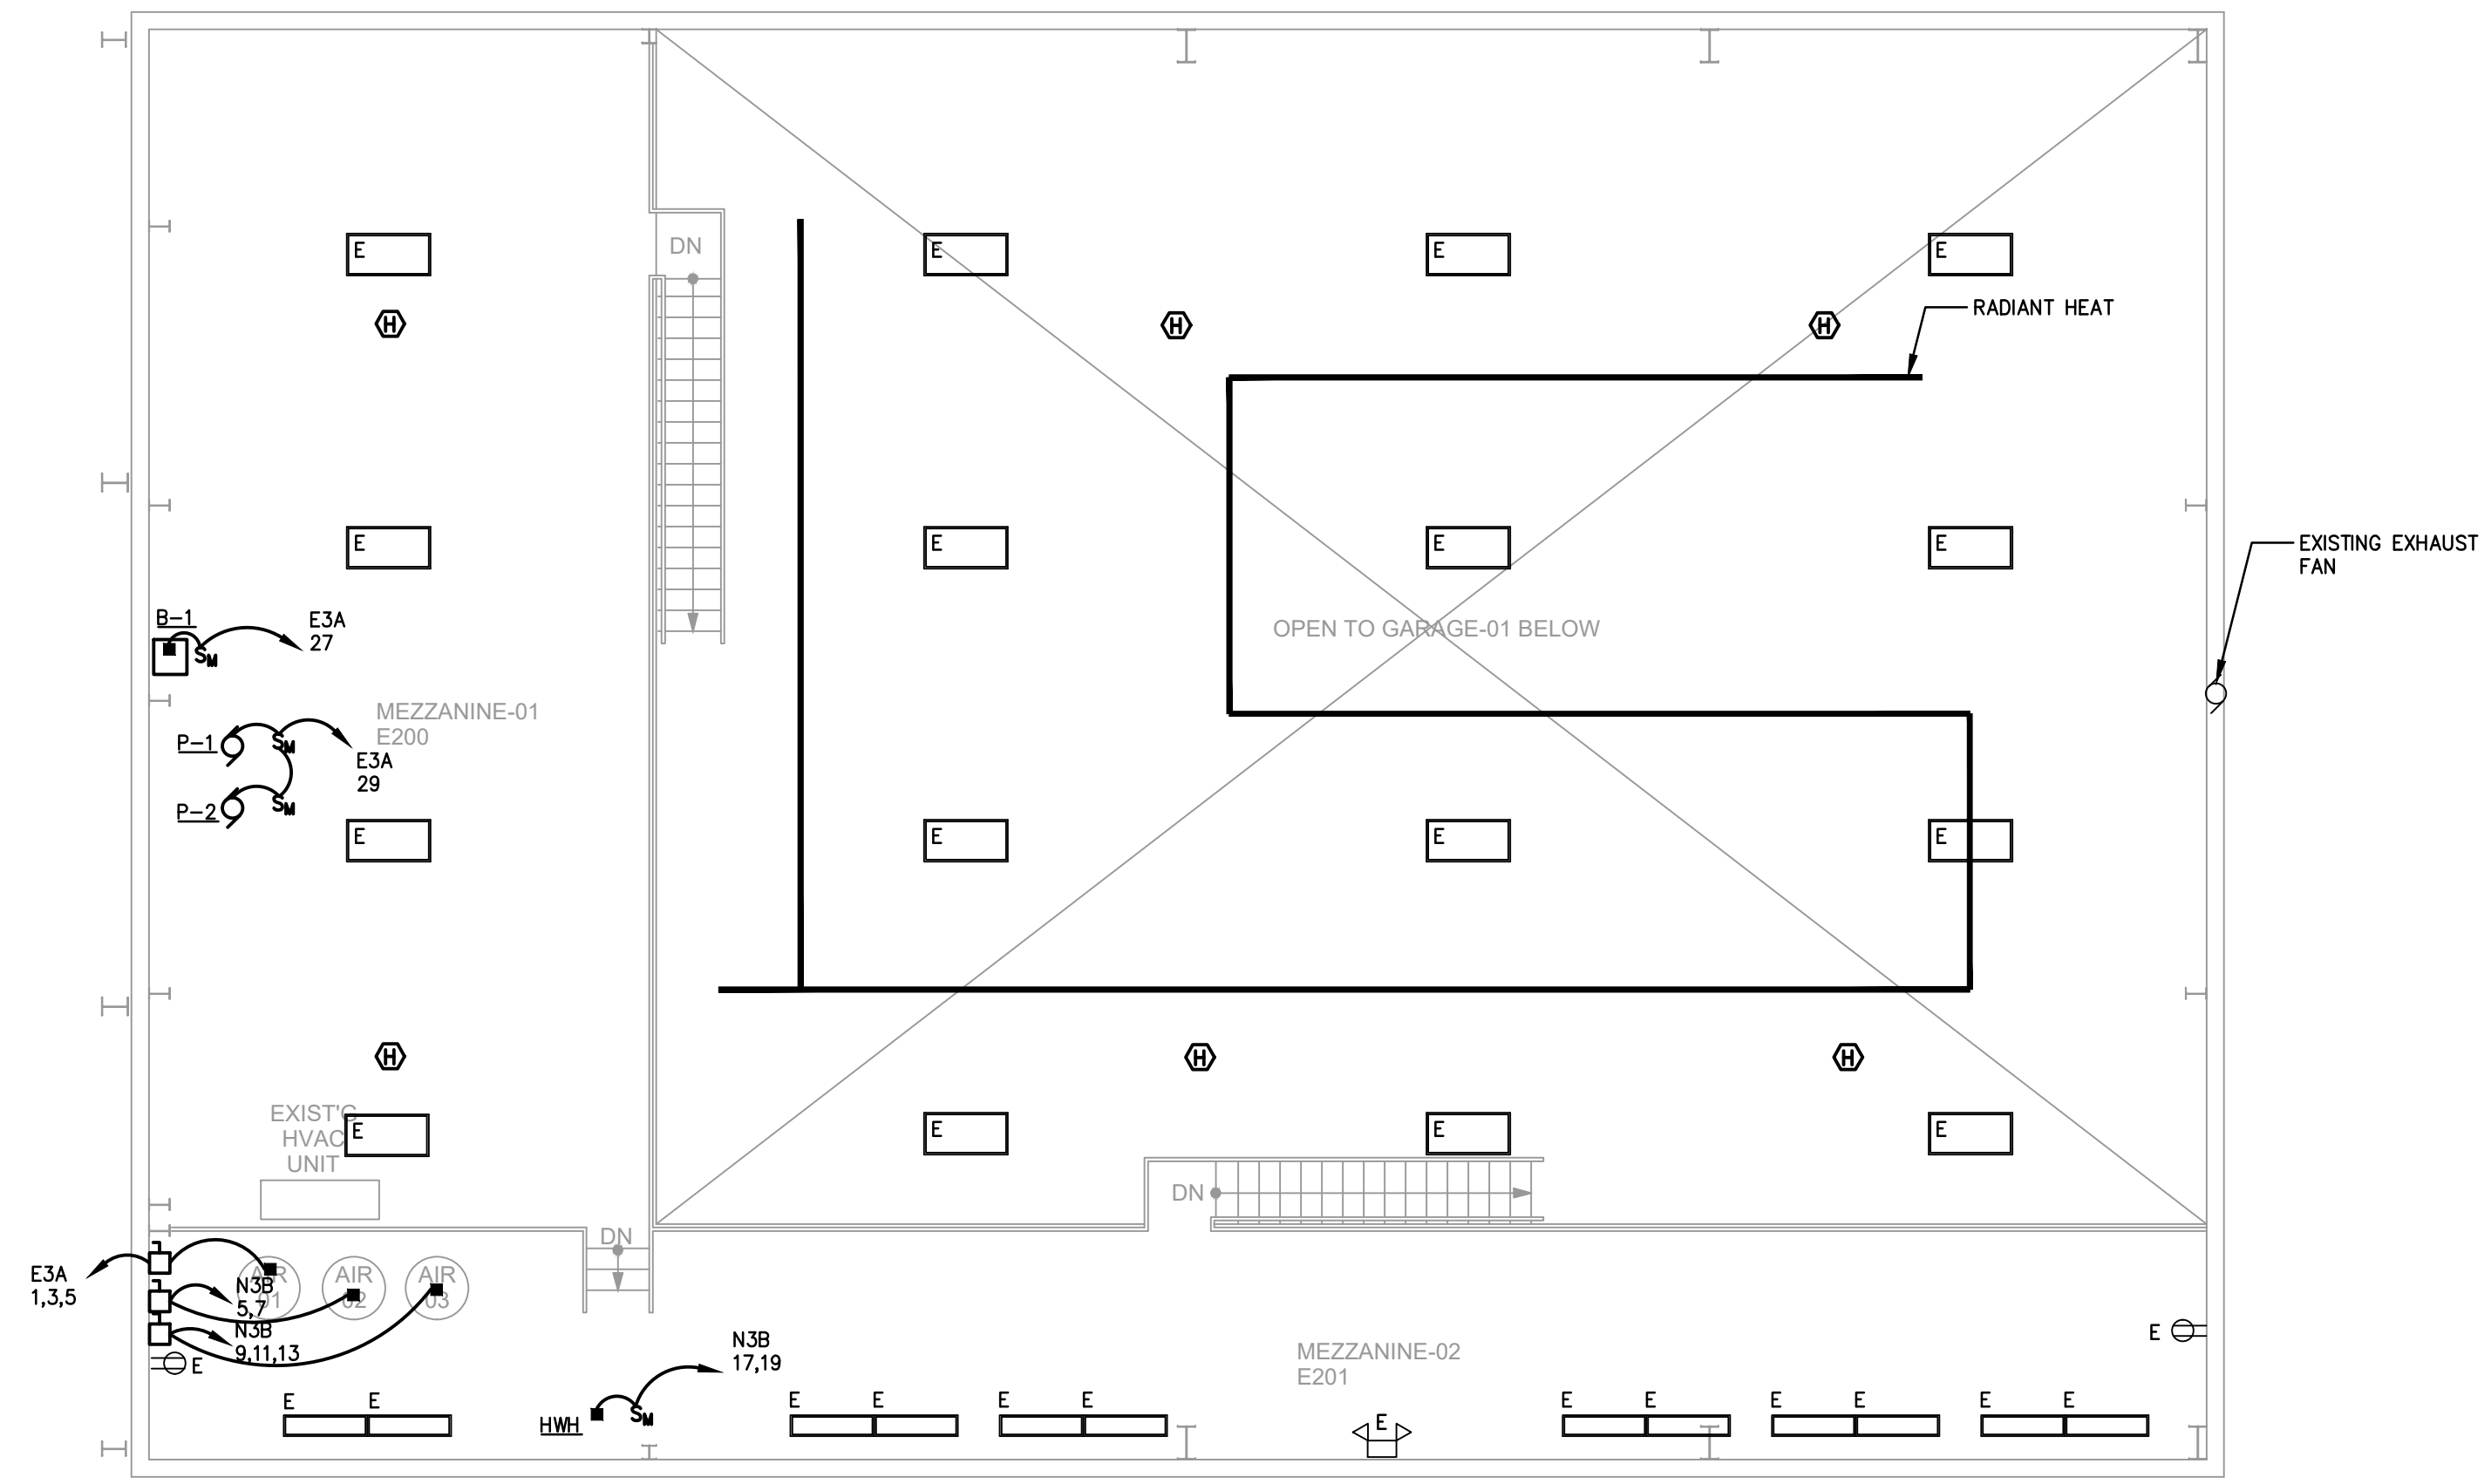 DN
E
E
E
E
H
H
H
RADIANT HEAT
E
E
E
E
EXISTING EXHAUST
FAN
B-1
SM
E3A
27
OPEN TO GARAGE-01 BELOW
MEZZANINE-01
E200
P-1
SM
E3A
29
P-2
SM
E
E
E
E
H
H
H
EXIST'G
HVAC
UNIT
E
E
E
E
DN
DN
E3A
1,3,5
AIR
01
AIR
02
AIR
03
N3B
5,7
N3B
9,11,13
E
N3B
17,19
MEZZANINE-02
E201
E
HWH
SM
E
E
E
E
E
E
E
E
E
E
E
E
E